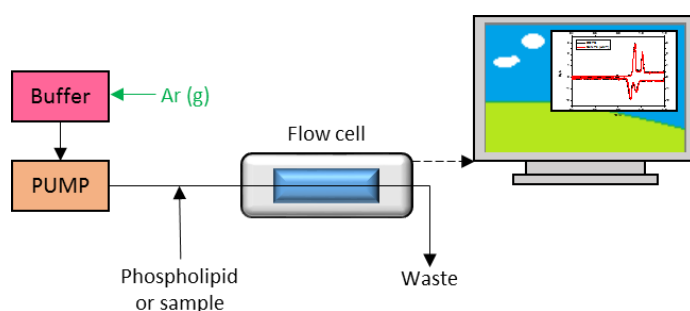 Buffer
Ar (g)
Flow cell
PUMP
Phospholipid
or sample
Waste